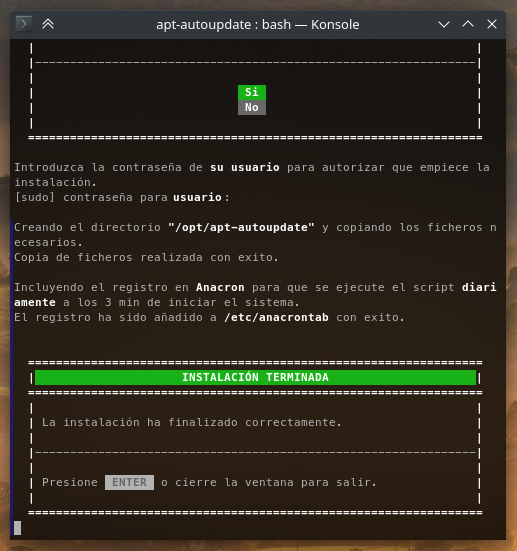 apt-autoupdate : bash — Konsole
Si
No
Introduzca la contraseña de su usuario para autorizar que empiece la
instalación.
[sudo] contraseña para usuario:
Creando el directorio "/opt/apt-autoupdate" y copiando los ficheros n
ecesarios.
Copia de ficheros realizada con exito.
Incluyendo el registro en Anacron para que se ejecute el script diari
amente a los 3 min de iniciar el sistema.
El registro ha sido añadido a /etc/anacrontab con exito.
INSTALACIÓN TERMINADA
La instalación ha finalizado correctamente.
Presione ENTER o cierre la ventana para salir.